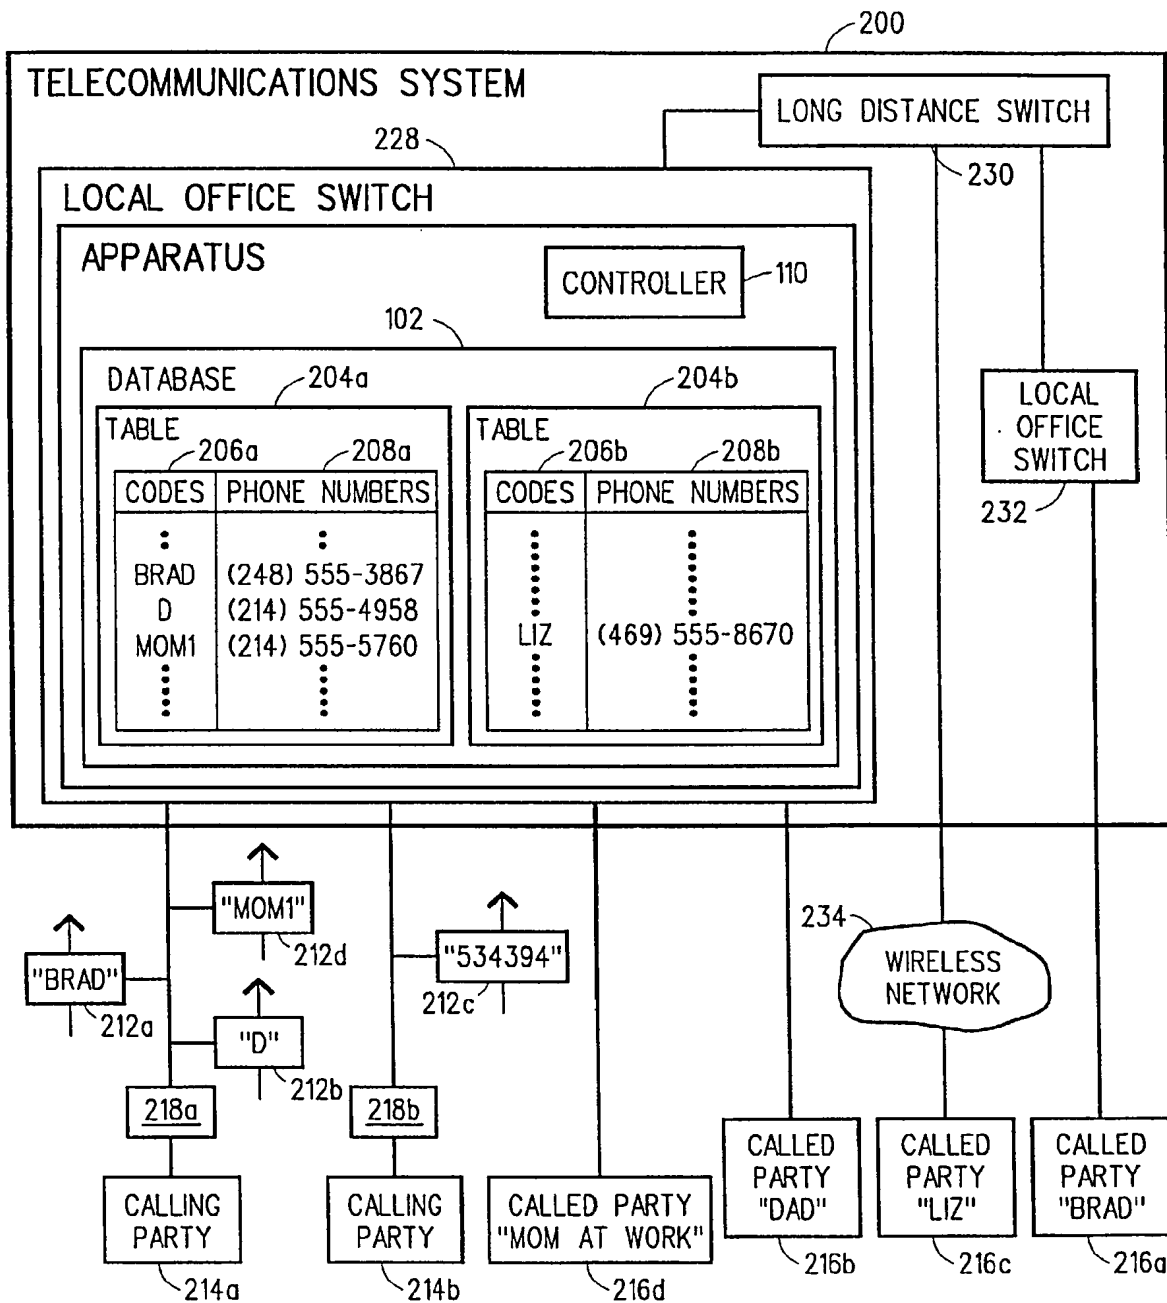 200
TELECOMMUNICATIONS SYSTEM
LONG DISTANCE SWITCH
228
230
LOCAL OFFICE SWITCH
APPARATUS
CONTROLLER
110
102
DATABASE
204a
204b
TABLE
TABLE
206a
208a
206b
208b
CODES PHONE NUMBERS
CODES PHONE NUMBERS
BRAD (248) 555-3867
D (214) 555-4958
MOM1 (214) 555-5760
LIZ (469) 555-8670
LOCAL
OFFICE
SWITCH
232
"MOM1"
212d
"BRAD"
212a
"D"
212b
"534394"
212c
234
WIRELESS
NETWORK
218a
218b
CALLING
PARTY
214a
CALLING
PARTY
214b
CALLED PARTY
"MOM AT WORK"
216d
CALLED
PARTY
"DAD"
216b
CALLED
PARTY
"LIZ"
216c
CALLED
PARTY
"BRAD"
216a